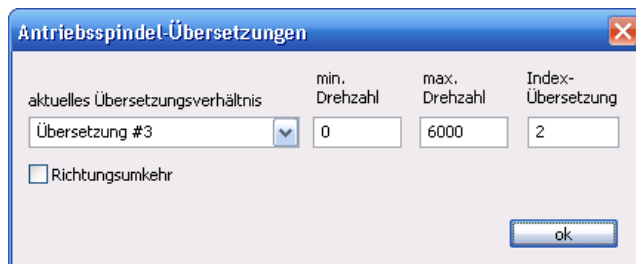 Antriebsspindel-Übersetzungen
aktuelles Übersetzungsverhältnis
min.
Drehzahl
max.
Drehzahl
Index-
Übersetzung
Übersetzung #3
0
6000
2
Richtungsumkehr
ok